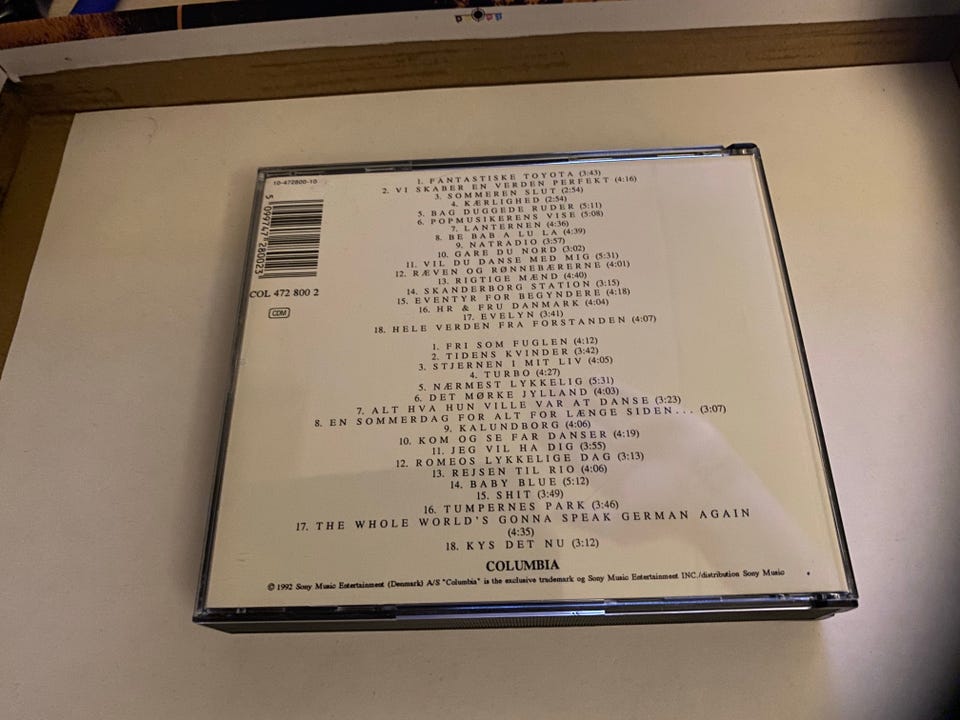 10-472800-10
5 099747 280023
COL 472 800 2
CDM
1. FANTASTISKE TOYOTA (3:43)
2. VI SKABER EN VERDEN PERFEKT (4:16)
3. SOMMEREN SLUT (2:54)
4. KÆRLIGHED (2:54)
5. BAG DUGGEDE RUDER (5:11)
6. POPMUSIKERENS VISE (5:08)
7. LANTERNEN (4:36)
8. BE BAB A LU LA (4:39)
9. NATRADIO (3:57)
10. GARE DU NORD (3:02)
11. VIL DU DANSE MED MIG (5:31)
12. RÆVEN OG RØNNEBÆRERNE (4:01)
13. RIGTIGE MÆND (4:40)
14. SKANDERBORG STATION (3:15)
15. EVENTYR FOR BEGYNDERE (4:18)
16. HR & FRU DANMARK (4:04)
17. EVELYN (3:41)
18. HELE VERDEN FRA FORSTANDEN (4:07)
1. FRI SOM FUGLEN (4:12)
2. TIDENS KVINDER (3:42)
3. STJERNEN I MIT LIV (4:05)
4. TURBO (4:27)
5. NÆRMEST LYKKELIG (5:31)
6. DET MØRKE JYLLAND (4:03)
7. ALT HVA HUN VILLE VAR AT DANSE (3:23)
8. EN SOMMERDAG FOR ALT FOR LÆNGE SIDEN... (3:07)
9. KALUNDBORG (4:06)
10. KOM OG SE FAR DANSER (4:19)
11. JEG VIL HA DIG (3:55)
12. ROMEOS LYKKELIGE DAG (3:13)
13. REJSEN TIL RIO (4:06)
14. BABY BLUE (5:12)
15. SHIT (3:49)
16. TUMPERNES PARK (3:46)
17. THE WHOLE WORLD'S GONNA SPEAK GERMAN AGAIN
(4:35)
18. KYS DET NU (3:12)
COLUMBIA
© 1992 Sony Music Entertainment (Denmark) A/S "Columbia" is the exclusive trademark og Sony Music Entertainment INC./distribution Sony Music